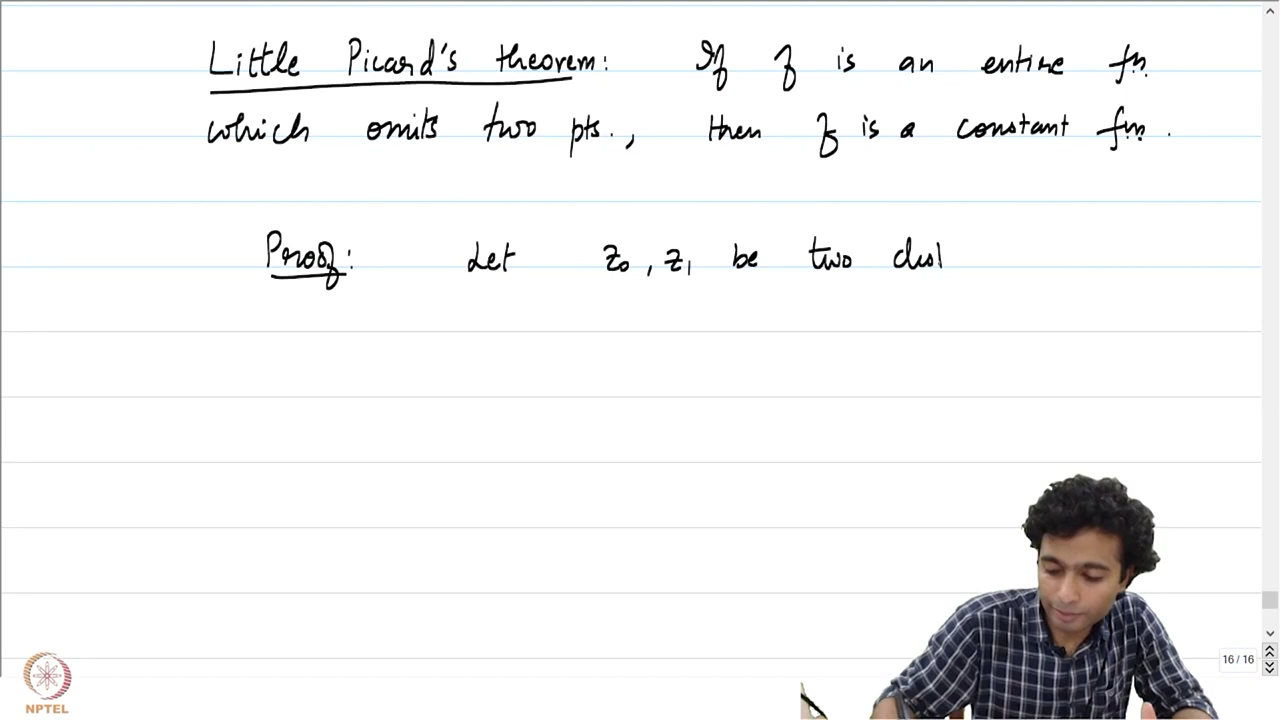 Little Picard's theorem: If f is an entire fn.
which omits two pts., then f is a constant fn.
Proof: Let z₀, z₁ be two
16 / 16
NPTEL